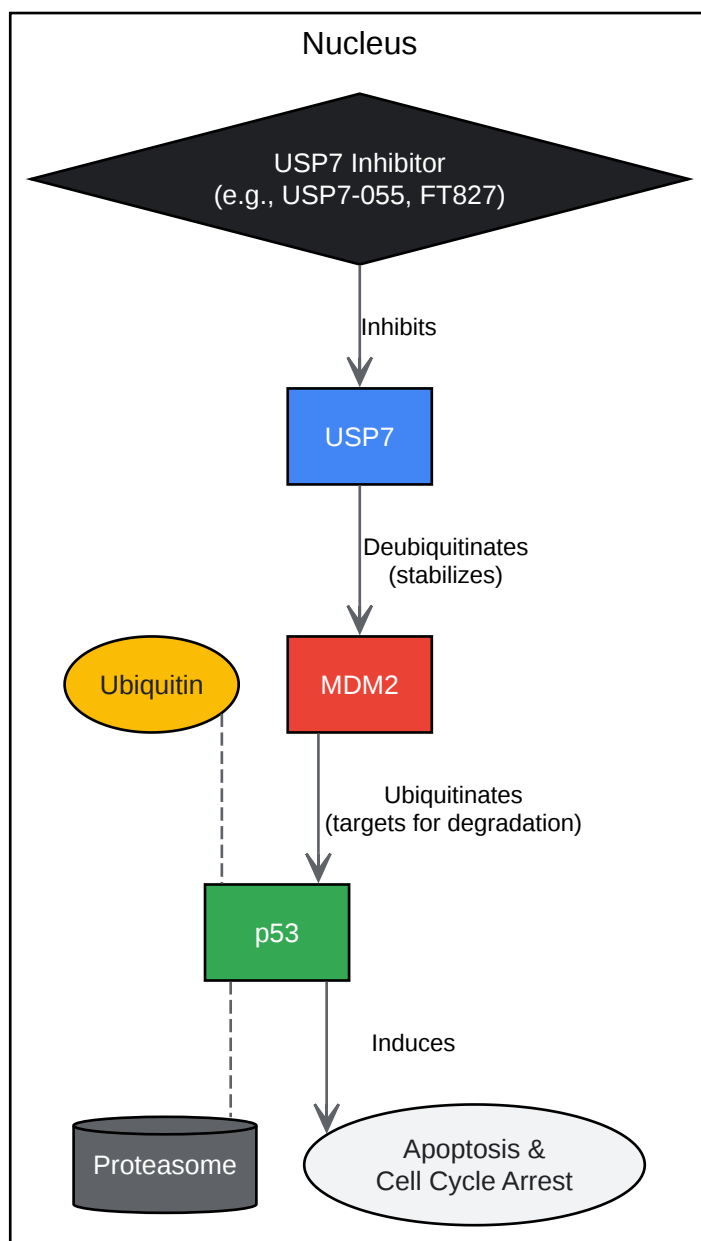 Nucleus
USP7 Inhibitor
(e.g., USP7-055, FT827)
Inhibits
USP7
Deubiquitinates
(stabilizes)
Ubiquitin
MDM2
Ubiquitinates
(targets for degradation)
p53
Induces
Proteasome
Apoptosis &
Cell Cycle Arrest